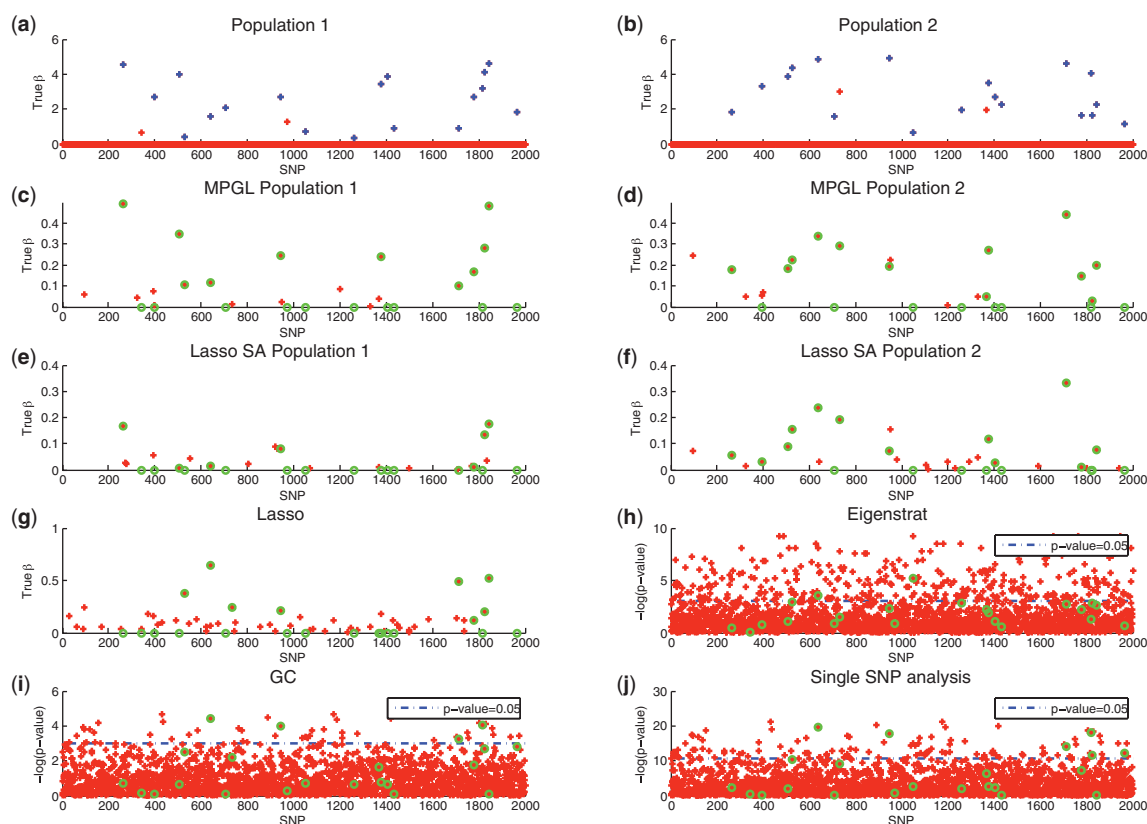 (a) Population 1
True β
6
4
2
0
0 200 400 600 800 1000 1200 1400 1600 1800 2000
SNP
(b) Population 2
True β
6
4
2
0
0 200 400 600 800 1000 1200 1400 1600 1800 2000
SNP
(c) MPGL Population 1
True β
0.4
0.3
0.2
0.1
0
0 200 400 600 800 1000 1200 1400 1600 1800 2000
SNP
(d) MPGL Population 2
True β
0.4
0.3
0.2
0.1
0
0 200 400 600 800 1000 1200 1400 1600 1800 2000
SNP
(e) Lasso SA Population 1
True β
0.4
0.3
0.2
0.1
0
0 200 400 600 800 1000 1200 1400 1600 1800 2000
SNP
(f) Lasso SA Population 2
True β
0.4
0.3
0.2
0.1
0
0 200 400 600 800 1000 1200 1400 1600 1800 2000
SNP
(g) Lasso
True β
1
0.5
0
0 200 400 600 800 1000 1200 1400 1600 1800 2000
SNP
(h) Eigenstrat
−log(p−value)
10
5
0
p−value=0.05
0 200 400 600 800 1000 1200 1400 1600 1800 2000
SNP
(i) GC
−log(p−value)
6
4
2
0
p−value=0.05
0 200 400 600 800 1000 1200 1400 1600 1800 2000
SNP
(j) Single SNP analysis
−log(p−value)
30
20
10
0
p−value=0.05
0 200 400 600 800 1000 1200 1400 1600 1800 2000
SNP